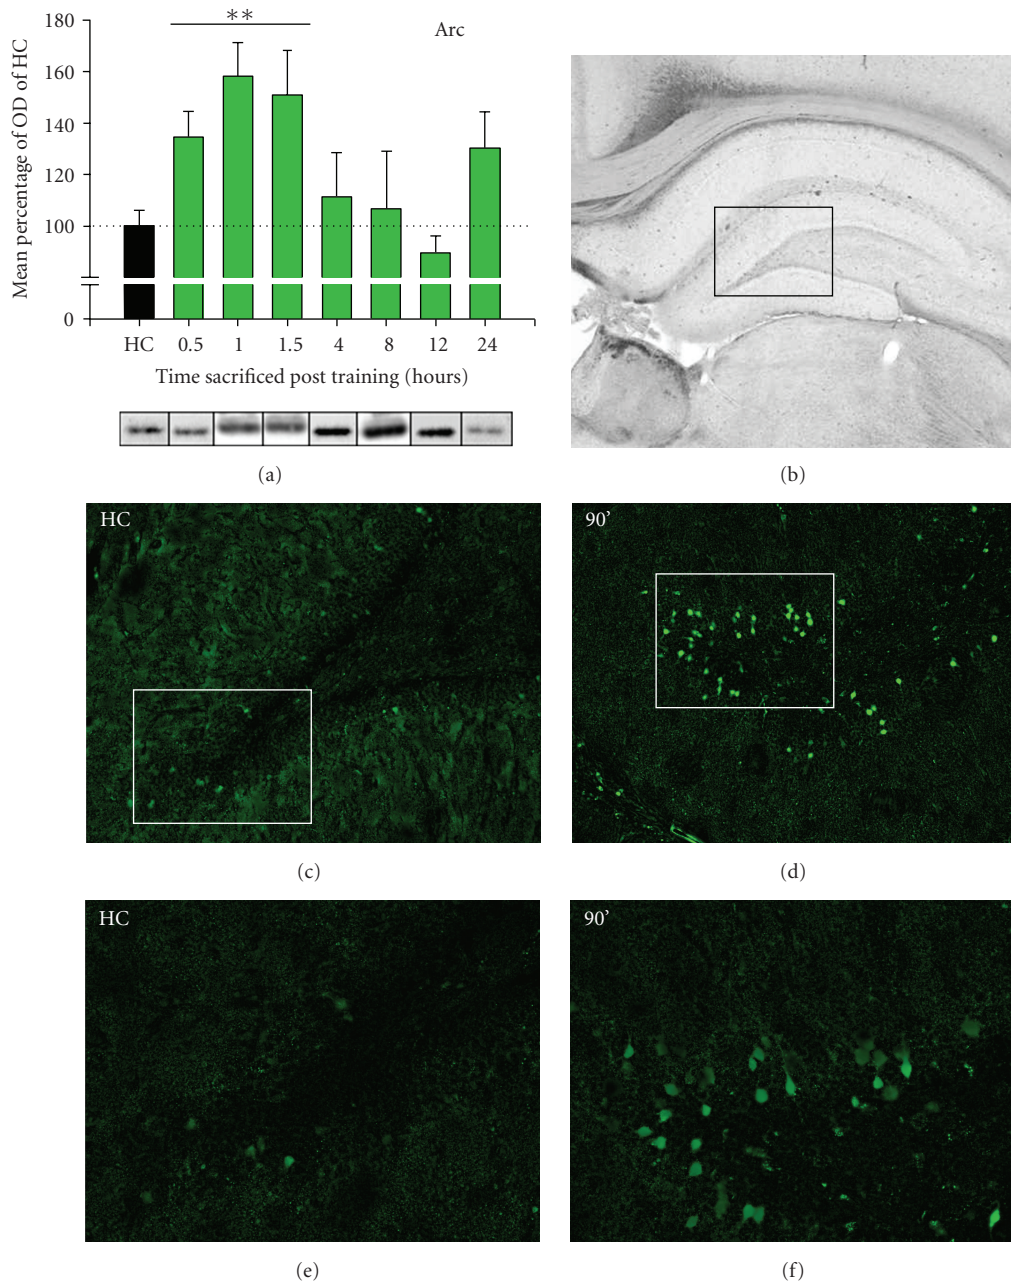 180
160
140
120
100
0
Mean percentage of OD of HC
**
Arc
HC 0.5 1 1.5 4 8 12 24
Time sacrificed post training (hours)
(a)
(b)
HC
(c)
90’
(d)
HC
(e)
90’
(f)